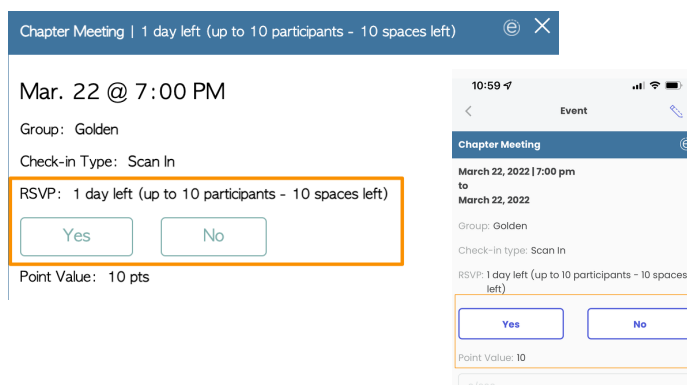 Chapter Meeting | 1 day left (up to 10 participants - 10 spaces left)
e
Mar. 22 @ 7:00 PM
Group: Golden
Check-in Type: Scan In
RSVP: 1 day left (up to 10 participants - 10 spaces left)
Yes No
Point Value: 10 pts
10:59
Event
Chapter Meeting
e
March 22, 2022 | 7:00 pm
to
March 22, 2022
Group: Golden
Check-in type: Scan In
RSVP: 1 day left (up to 10 participants - 10 spaces
left)
Yes No
Point Value: 10